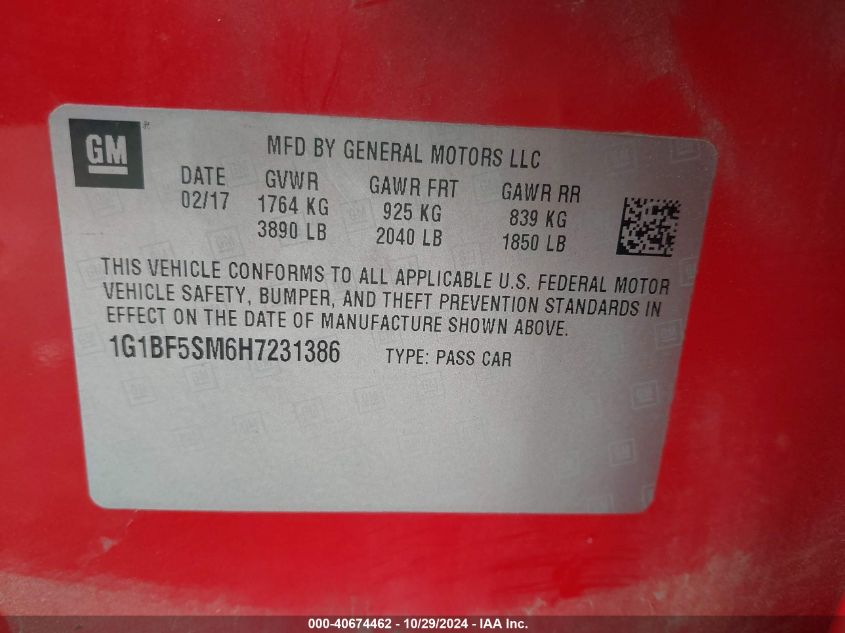 GM
MFD BY GENERAL MOTORS LLC
DATE GVWR GAWR FRT GAWR RR
02/17 1764 KG 925 KG 839 KG
3890 LB 2040 LB 1850 LB
THIS VEHICLE CONFORMS TO ALL APPLICABLE U.S. FEDERAL MOTOR
VEHICLE SAFETY, BUMPER, AND THEFT PREVENTION STANDARDS IN
EFFECT ON THE DATE OF MANUFACTURE SHOWN ABOVE.
1G1BF5SM6H7231386 TYPE: PASS CAR
000-40674462 - 10/29/2024 - IAA Inc.